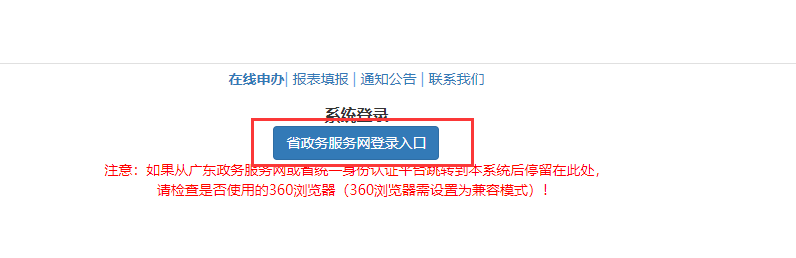 在线申办| 报表填报 | 通知公告 | 联系我们
系统登录
省政务服务网登录入口
注意：如果从广东政务服务网或省统一身份认证平台跳转到本系统后停留在此处，
请检查是否使用的360浏览器（360浏览器需设置为兼容模式）！